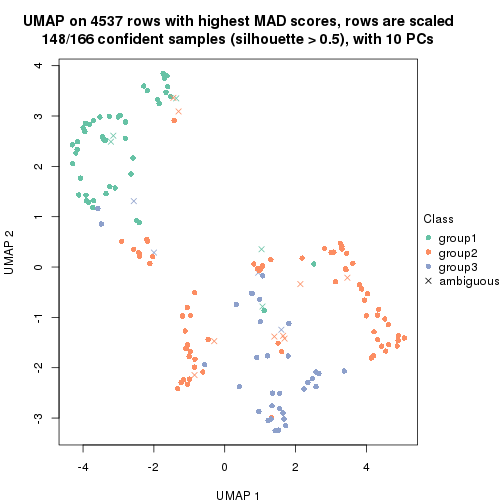 UMAP on 4537 rows with highest MAD scores, rows are scaled
148/166 confident samples (silhouette > 0.5), with 10 PCs
4
3
2
1
0
-1
-2
-3
UMAP 2
-4
-2
0
2
4
UMAP 1
Class
group1
group2
group3
ambiguous